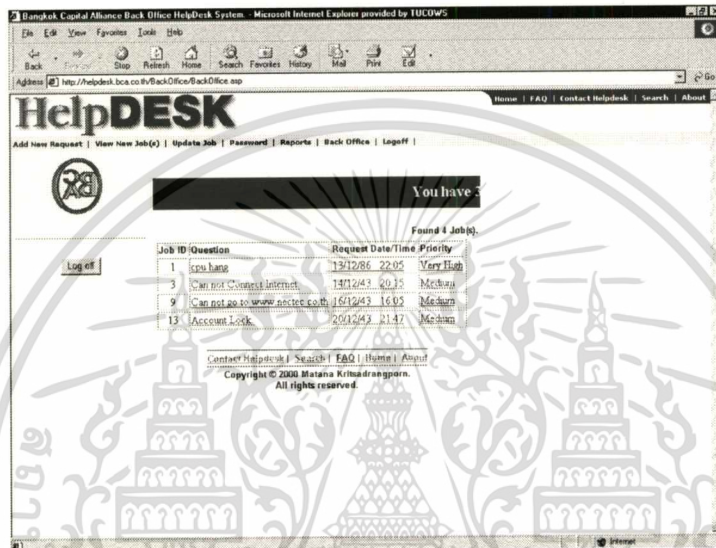 Bangkok Capital Alliance Back Office HelpDesk System. - Microsoft Internet Explorer provided by TUCOWS
File Edit View Favorites Tools Help
Back Stop Refresh Home Search Favorites History Mail Print Edit
Address http://helpdesk.bca.co.th/BackOffice/BackOffice.asp Go
Home | FAQ | Contact Helpdesk | Search | About
HelpDESK
Add New Request | View New Job(s) | Update Job | Password | Reports | Back Office | Logoff |
You have 3
Found 4 Job(s).
Job ID Question Request Date/Time Priority
1 cpu hang 13/12/86 22:05 Very High
3 Can not Connect Internet 14/12/43 20:15 Medium
9 Can not go to www.nectec.co.th 16/12/43 16:05 Medium
13 Account Lock 20/12/43 21:47 Medium
Log off
Contact Helpdesk | Search | FAQ | Home | About
Copyright © 2000 Matana Kritsadrangporn.
All rights reserved.
Internet